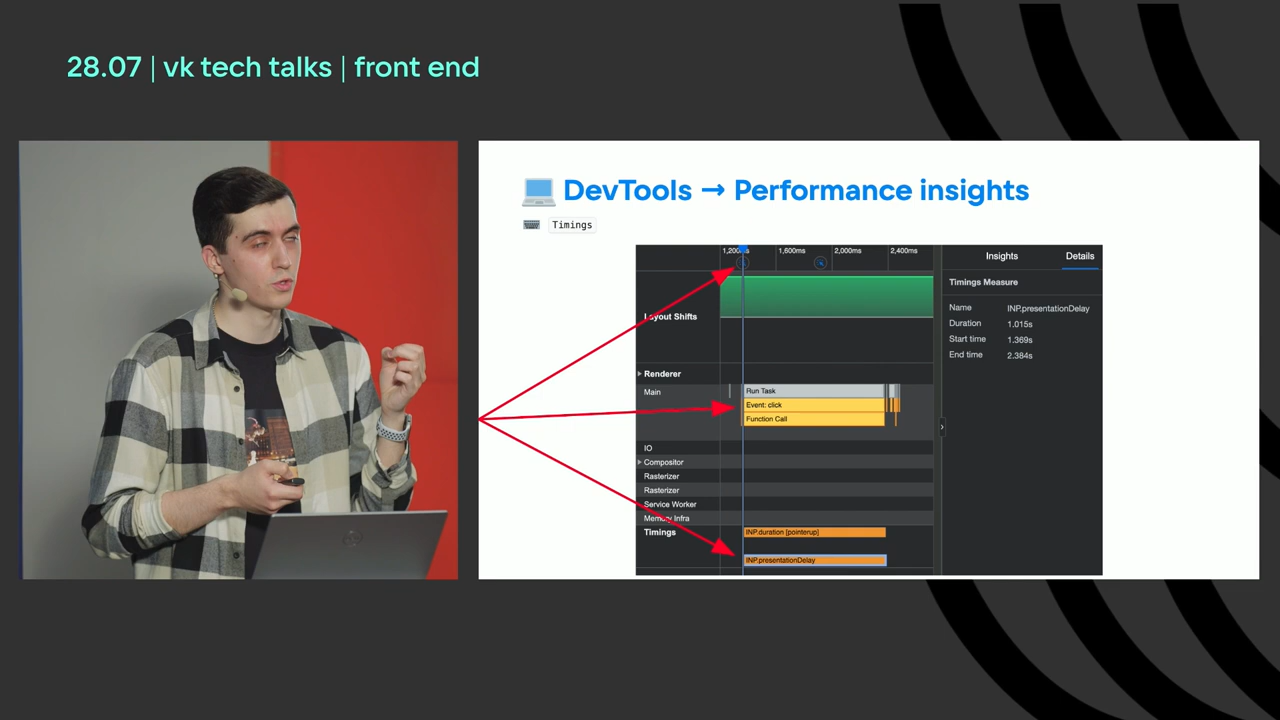 28.07 | vk tech talks | front end
DevTools → Performance insights
Timings
1,200ms 1,600ms 2,000ms 2,400ms
Insights Details
Timings Measure
Name INP.presentationDelay
Duration 1.015s
Start time 1.369s
End time 2.384s
Layout Shifts
Renderer
Main
Run Task
Event: click
Function Call
IO
Compositor
Rasterizer
Rasterizer
Service Worker
Memory Infra
Timings
INP.duration [pointerup]
INP.presentationDelay